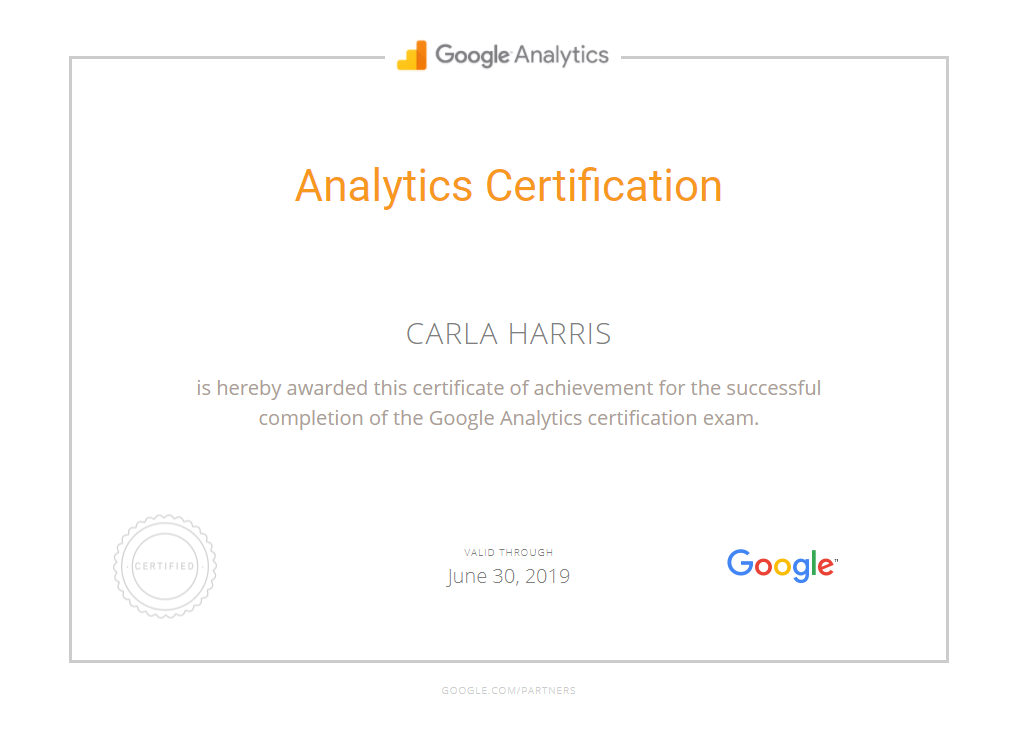 Google Analytics
Analytics Certification
CARLA HARRIS
is hereby awarded this certificate of achievement for the successful
completion of the Google Analytics certification exam.
· CERTIFIED ·
VALID THROUGH
June 30, 2019
Google™
GOOGLE.COM/PARTNERS